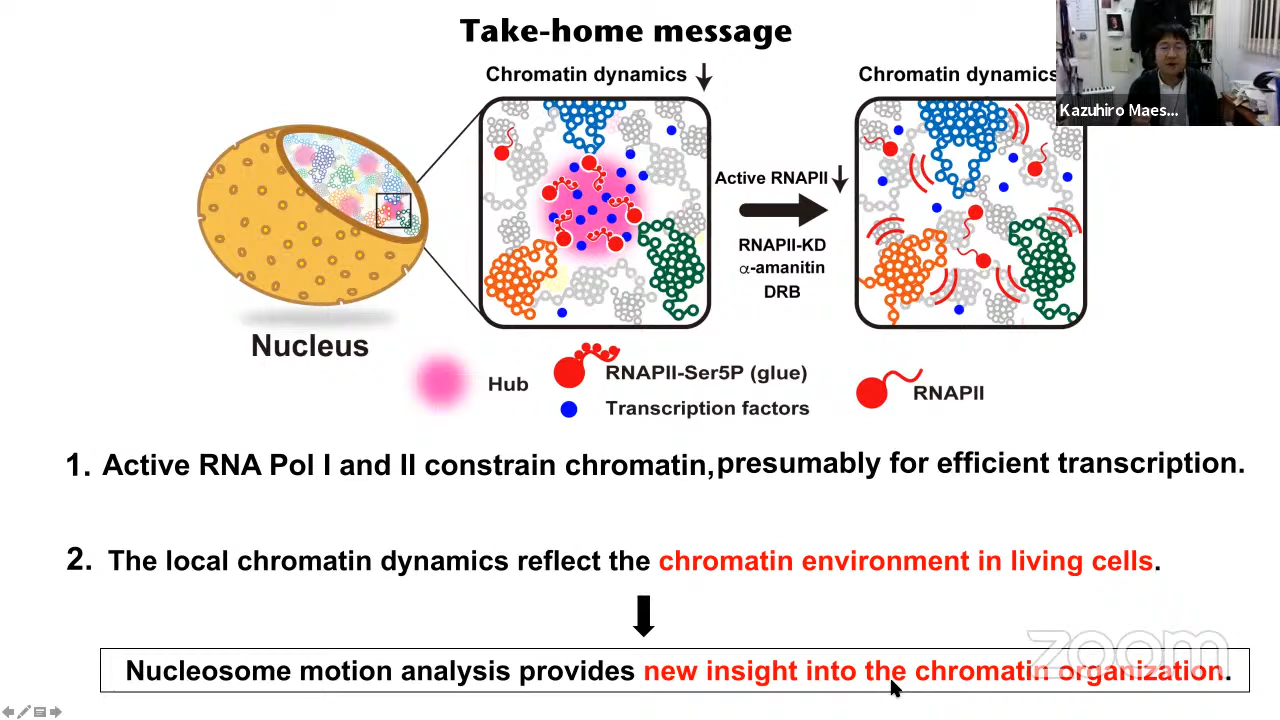 Take-home message
Chromatin dynamics
Chromatin dynamics
Kazuhiro Maes...
Active RNAPII
RNAPII-KD
α-amanitin
DRB
Nucleus
Hub
RNAPII-Ser5P (glue)
Transcription factors
RNAPII
1. Active RNA Pol I and II constrain chromatin, presumably for efficient transcription.
2. The local chromatin dynamics reflect the chromatin environment in living cells.
Nucleosome motion analysis provides new insight into the chromatin organization.
zoom